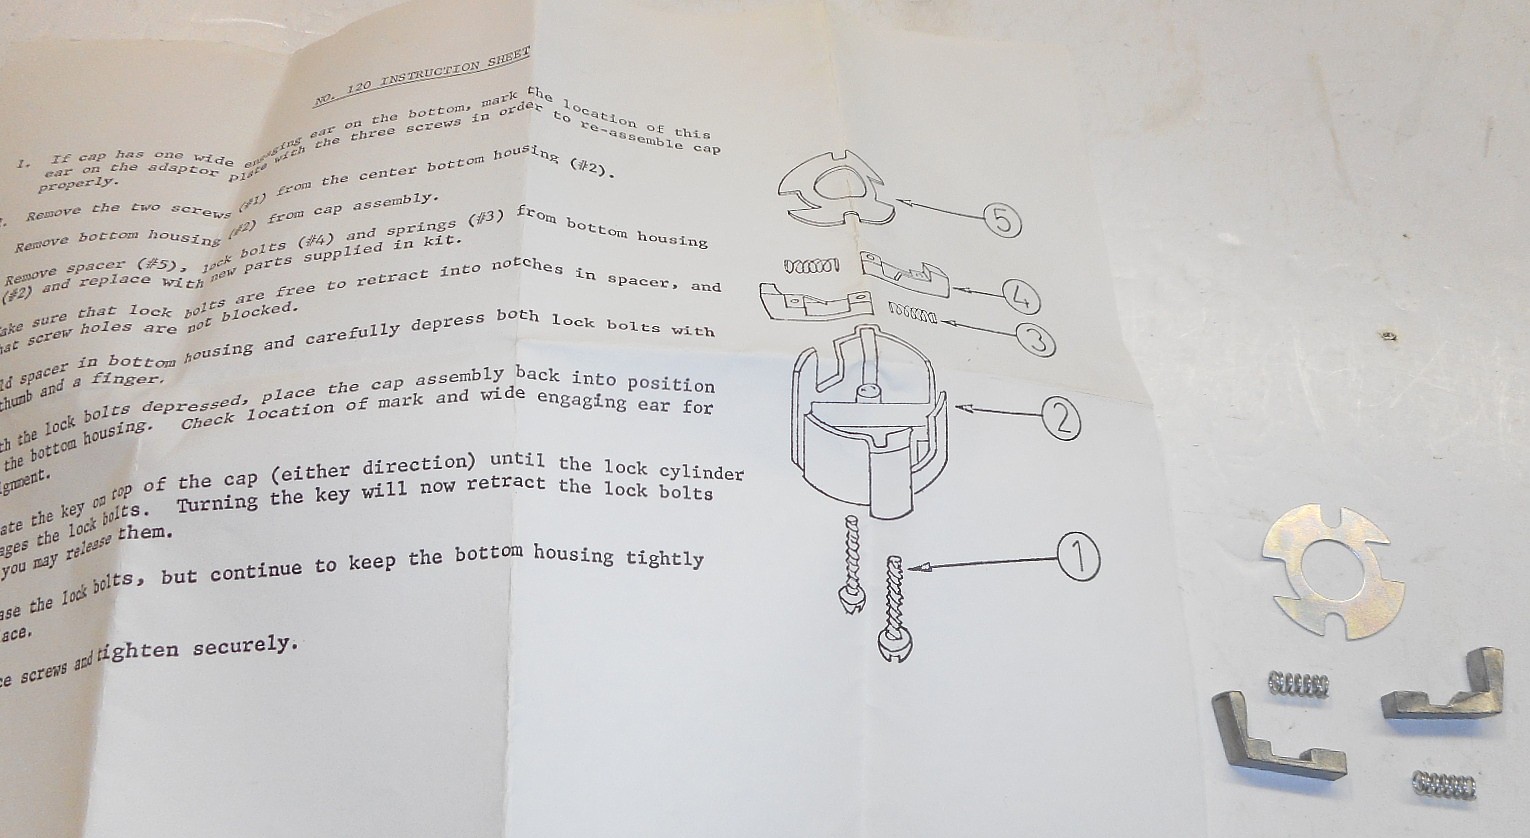 NO. 120 INSTRUCTION SHEET
1. If cap has one wide engaging ear on the bottom, mark the location of this
ear on the adaptor plate with the three screws in order to re-assemble cap
properly.
. Remove the two screws (#1) from the center bottom housing (#2).
Remove bottom housing (#2) from cap assembly.
Remove spacer (#5), lock bolts (#4) and springs (#3) from bottom housing
(#2) and replace with new parts supplied in kit.
ake sure that lock bolts are free to retract into notches in spacer, and
hat screw holes are not blocked.
ld spacer in bottom housing and carefully depress both lock bolts with
thumb and a finger.
th the lock bolts depressed, place the cap assembly back into position
the bottom housing. Check location of mark and wide engaging ear for
ignment.
ate the key on top of the cap (either direction) until the lock cylinder
ages the lock bolts. Turning the key will now retract the lock bolts
you may release them.
ase the lock bolts, but continue to keep the bottom housing tightly
ace.
ce screws and tighten securely.
5
4
3
2
1